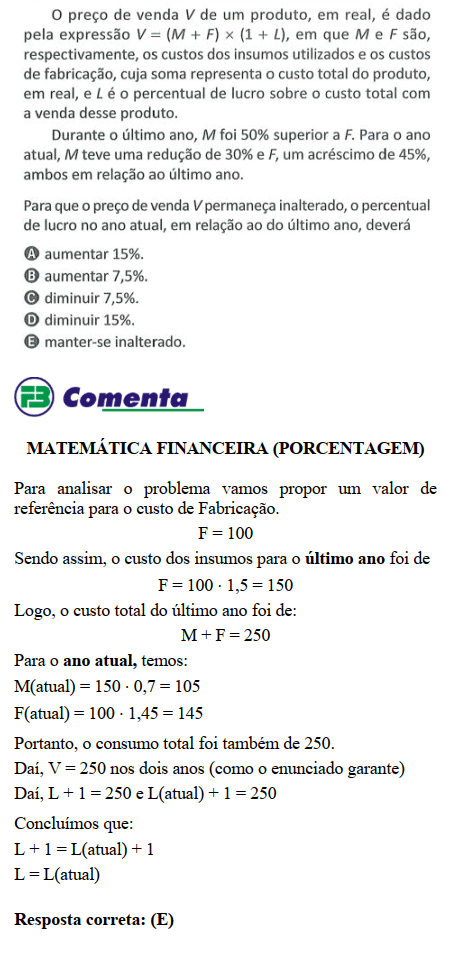 O preço de venda V de um produto, em real, é dado
pela expressão V = (M + F) × (1 + L), em que M e F são,
respectivamente, os custos dos insumos utilizados e os custos
de fabricação, cuja soma representa o custo total do produto,
em real, e L é o percentual de lucro sobre o custo total com
a venda desse produto.
Durante o último ano, M foi 50% superior a F. Para o ano
atual, M teve uma redução de 30% e F, um acréscimo de 45%,
ambos em relação ao último ano.
Para que o preço de venda V permaneça inalterado, o percentual
de lucro no ano atual, em relação ao do último ano, deverá
A aumentar 15%.
B aumentar 7,5%.
C diminuir 7,5%.
D diminuir 15%.
E manter-se inalterado.
FB Comenta
MATEMÁTICA FINANCEIRA (PORCENTAGEM)
Para analisar o problema vamos propor um valor de
referência para o custo de Fabricação.
F = 100
Sendo assim, o custo dos insumos para o último ano foi de
F = 100 · 1,5 = 150
Logo, o custo total do último ano foi de:
M + F = 250
Para o ano atual, temos:
M(atual) = 150 · 0,7 = 105
F(atual) = 100 · 1,45 = 145
Portanto, o consumo total foi também de 250.
Daí, V = 250 nos dois anos (como o enunciado garante)
Daí, L + 1 = 250 e L(atual) + 1 = 250
Concluímos que:
L + 1 = L(atual) + 1
L = L(atual)
Resposta correta: (E)